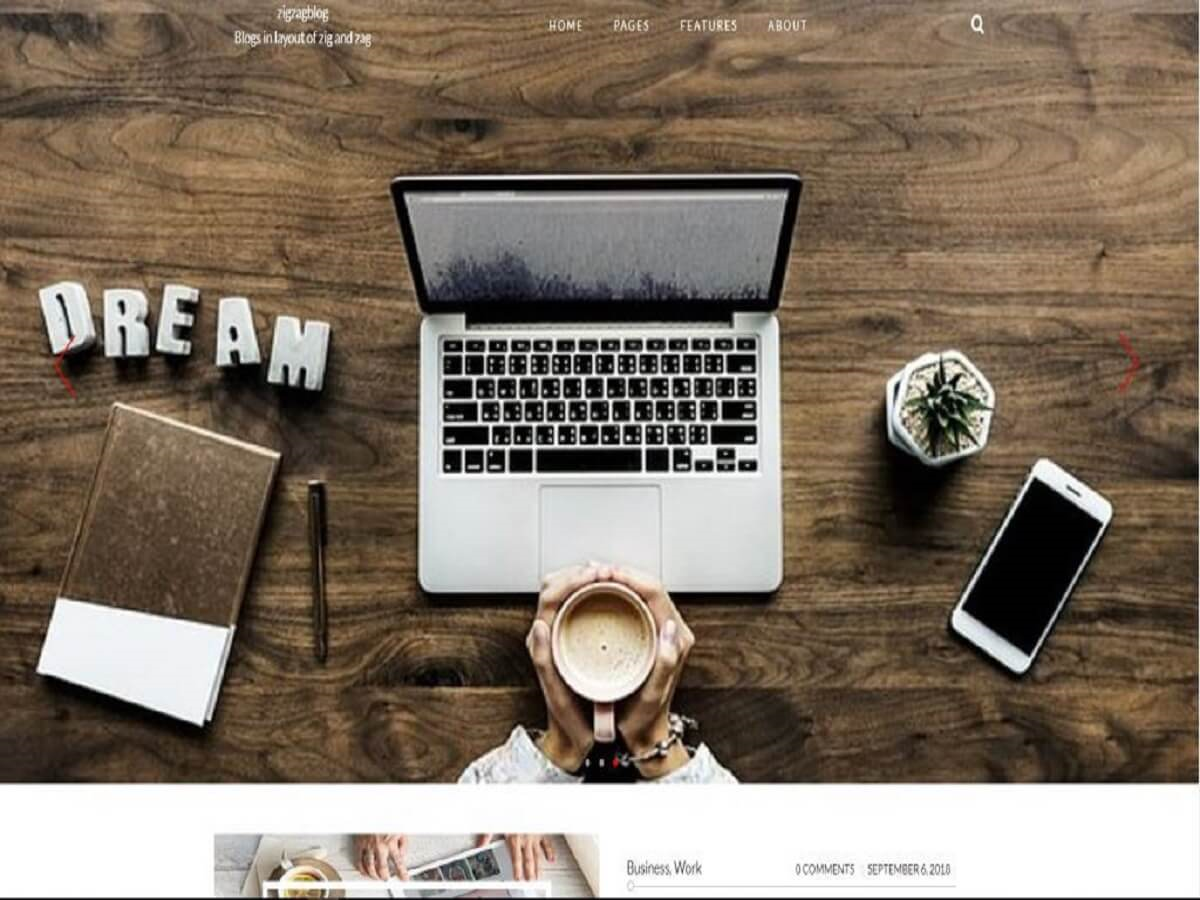 zigzagblog
Blogs in layout of zig and zag
HOME PAGES FEATURES ABOUT
DREAM
Business, Work
0 COMMENTS SEPTEMBER 6, 2018